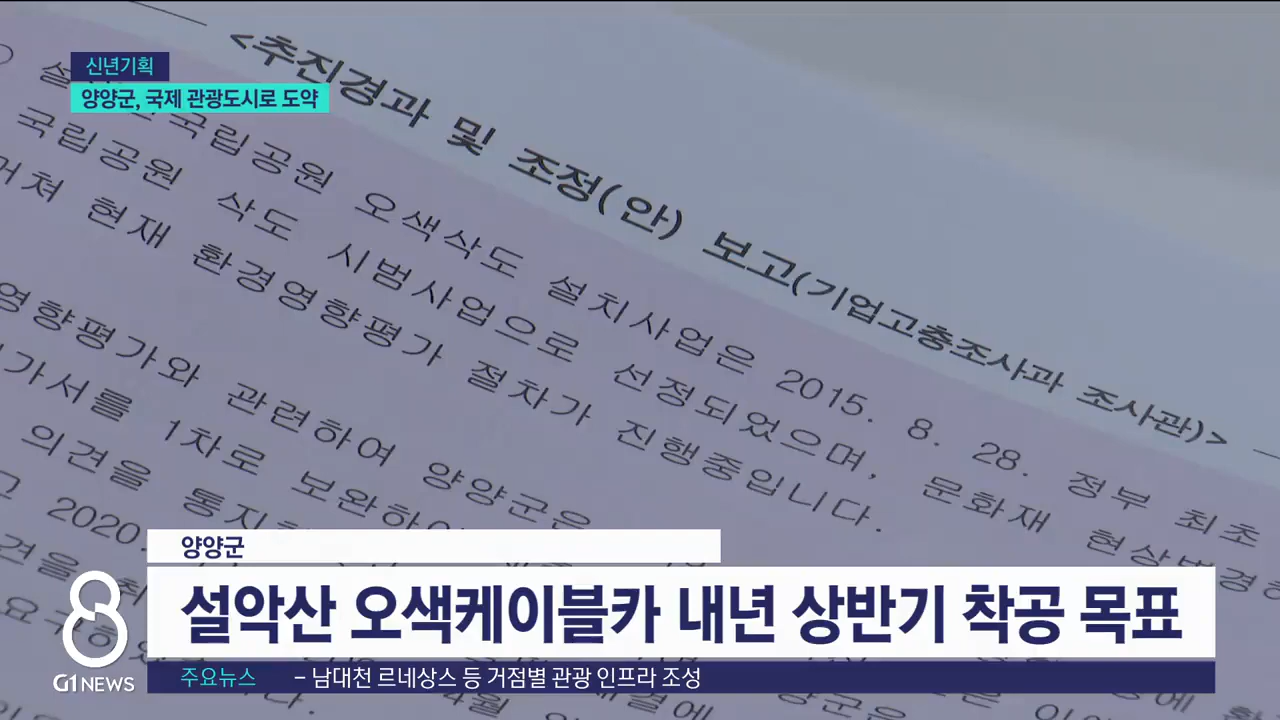 신년기획
양양군, 국제 관광도시로 도약
<추진경과 및 조정(안) 보고(기업고충조사과 조사관)>
국립공원 오색삭도 설치사업은 2015. 8. 28. 정부 최초
국립공원 삭도 시범사업으로 선정되었으며, 문화재 현상변경
거쳐 현재 환경영향평가 절차가 진행중입니다.
영향평가와 관련하여 양양군은
가서를 1차로 보완하여
의견을
2020.
양양군
설악산 오색케이블카 내년 상반기 착공 목표
8
G1NEWS
주요뉴스
- 남대천 르네상스 등 거점별 관광 인프라 조성